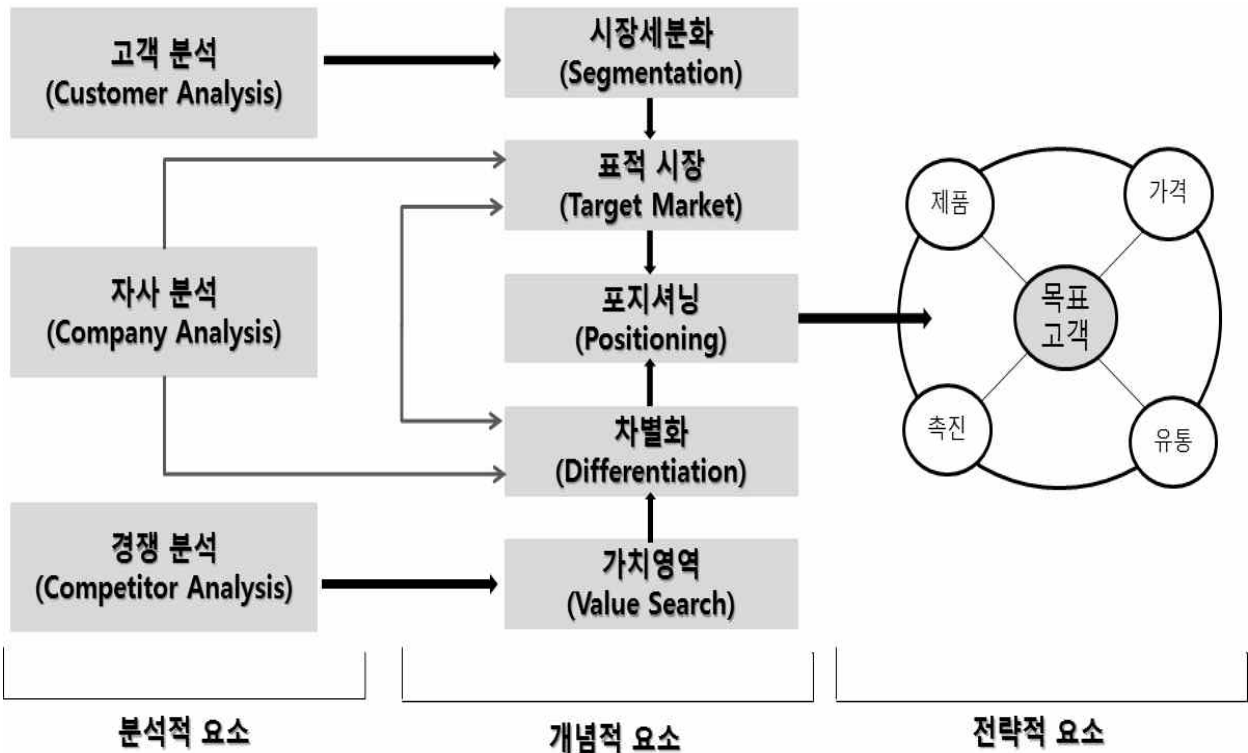 고객 분석
(Customer Analysis)
시장세분화
(Segmentation)
표적 시장
(Target Market)
자사 분석
(Company Analysis)
포지셔닝
(Positioning)
차별화
(Differentiation)
경쟁 분석
(Competitor Analysis)
가치영역
(Value Search)
제품
가격
목표
고객
촉진
유통
분석적 요소
개념적 요소
전략적 요소